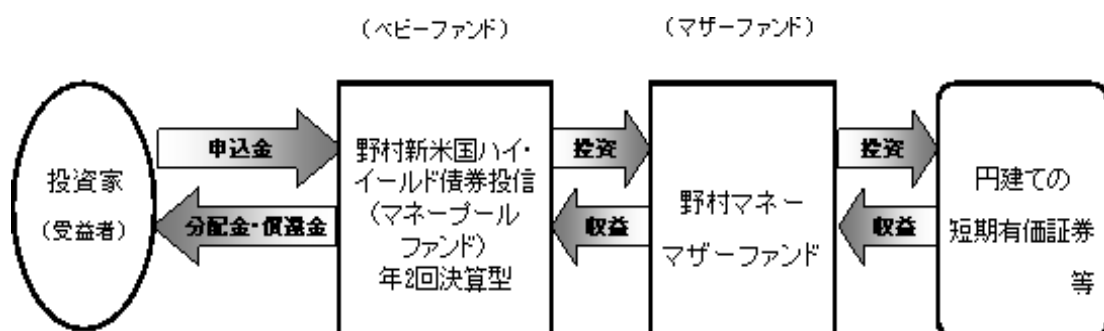 (ベビーファンド)
(マザーファンド)
投資家
(受益者)
申込金
分配金・償還金
野村新米国ハイ・
イールド債券投信
(マネープール
ファンド)
年2回決算型
投資
収益
野村マネー
マザーファンド
投資
収益
円建ての
短期有価証券
等